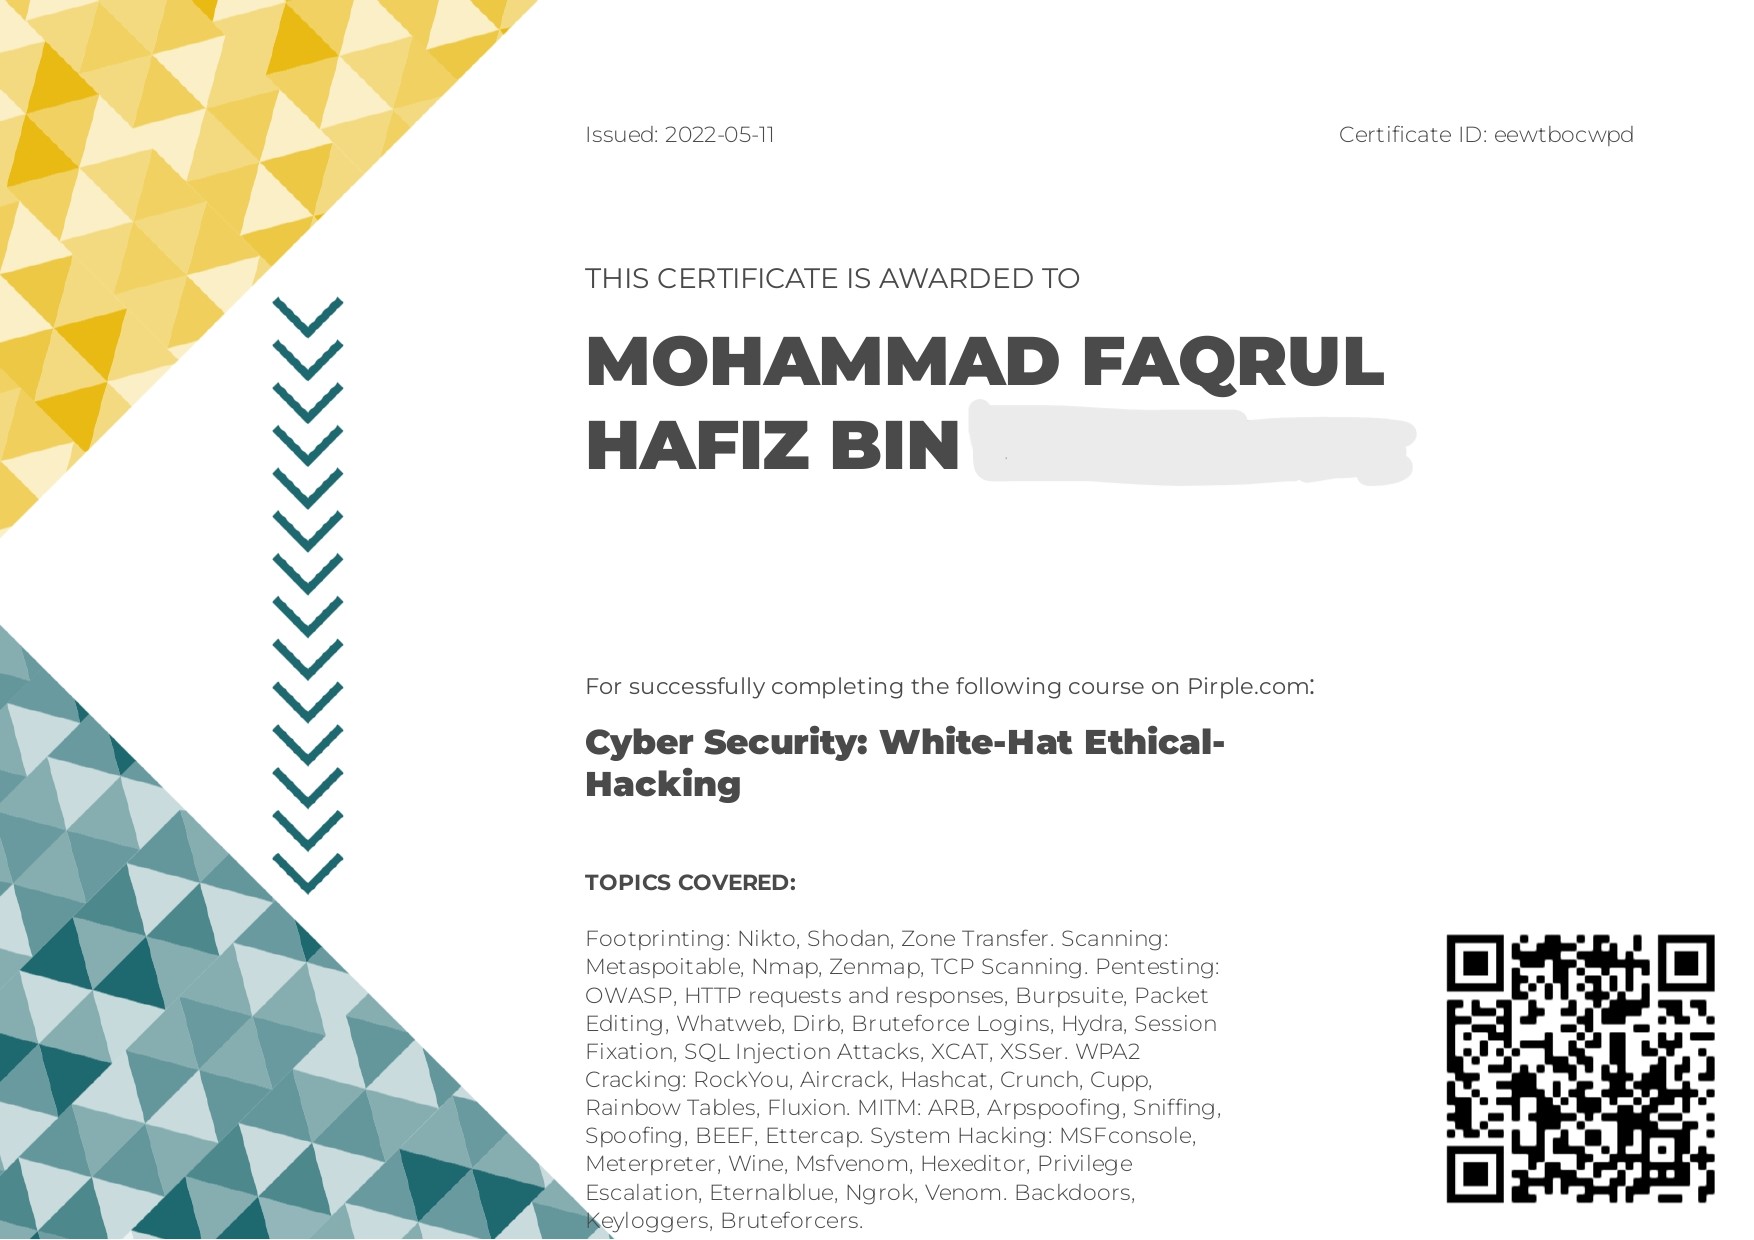 Issued: 2022-05-11
Certificate ID: eewtbocwpd
THIS CERTIFICATE IS AWARDED TO
MOHAMMAD FAQRUL
HAFIZ BIN
For successfully completing the following course on Pirple.com:
Cyber Security: White-Hat Ethical-
Hacking
TOPICS COVERED:
Footprinting: Nikto, Shodan, Zone Transfer. Scanning:
Metaspoitable, Nmap, Zenmap, TCP Scanning. Pentesting:
OWASP, HTTP requests and responses, Burpsuite, Packet
Editing, Whatweb, Dirb, Bruteforce Logins, Hydra, Session
Fixation, SQL Injection Attacks, XCAT, XSSer. WPA2
Cracking: RockYou, Aircrack, Hashcat, Crunch, Cupp,
Rainbow Tables, Fluxion. MITM: ARB, Arpspoofing, Sniffing,
Spoofing, BEEF, Ettercap. System Hacking: MSFconsole,
Meterpreter, Wine, Msfvenom, Hexeditor, Privilege
Escalation, Eternalblue, Ngrok, Venom. Backdoors,
Keyloggers, Bruteforcers.